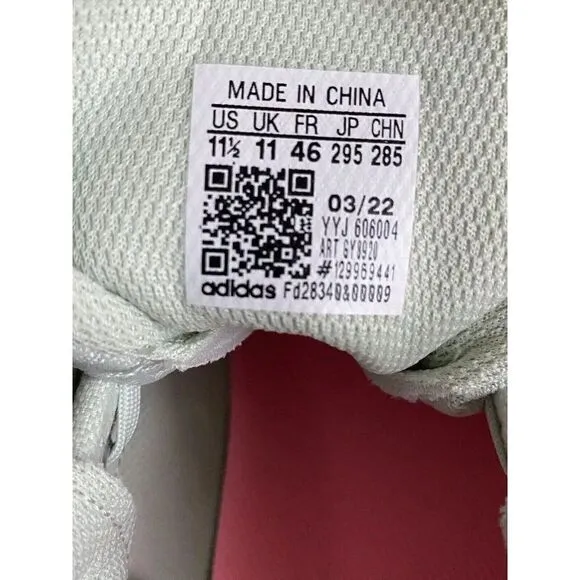 MADE IN CHINA
US UK FR JP CHN
11½ 11 46 295 285
03/22
YYJ 606004
ART GY8920
#129969441
adidas Fd28340&00009